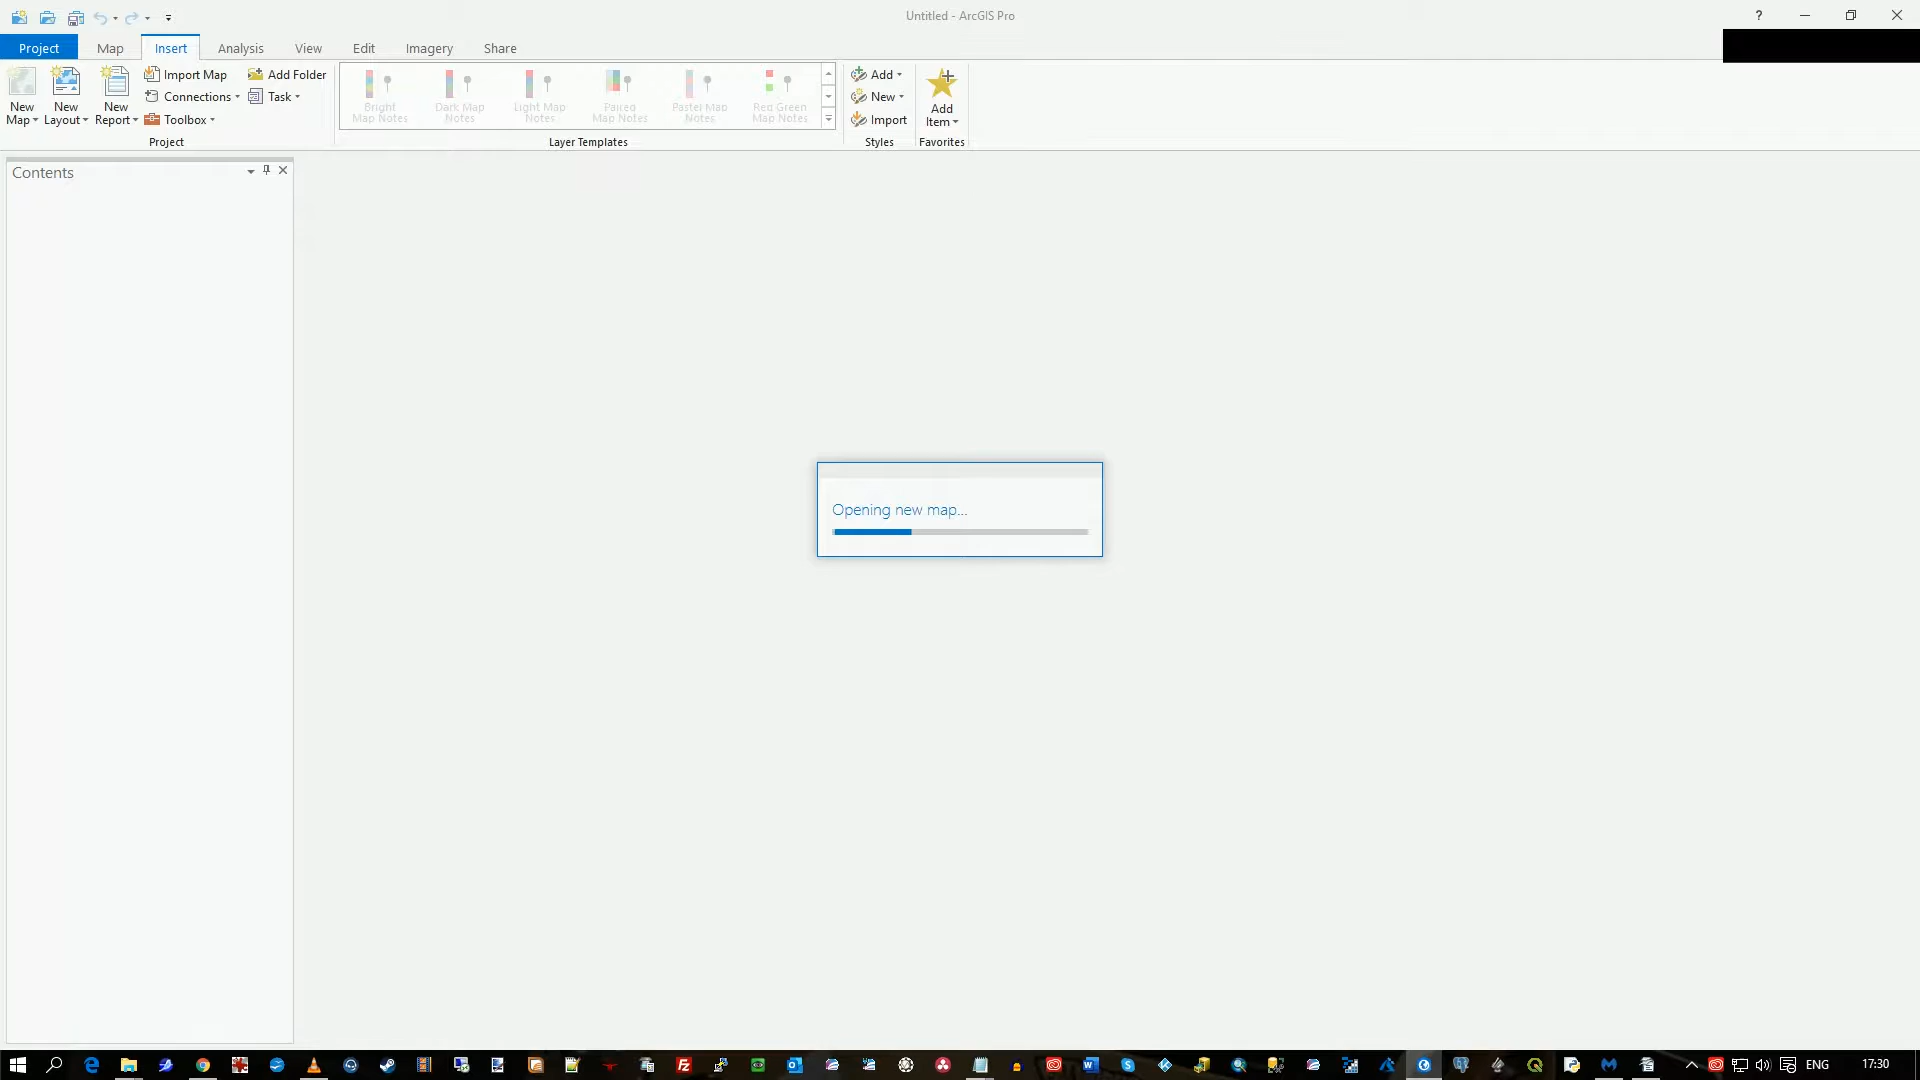 Untitled - ArcGIS Pro
?
Project Map Insert Analysis View Edit Imagery Share
New Map
New Layout
New Report
Import Map
Connections
Toolbox
Add Folder
Task
Project
Bright Map Notes
Dark Map Notes
Light Map Notes
Paired Map Notes
Pastel Map Notes
Red Green Map Notes
Layer Templates
Add
New
Import
Styles
Add Item
Favorites
Contents
Opening new map...
ENG
17:30